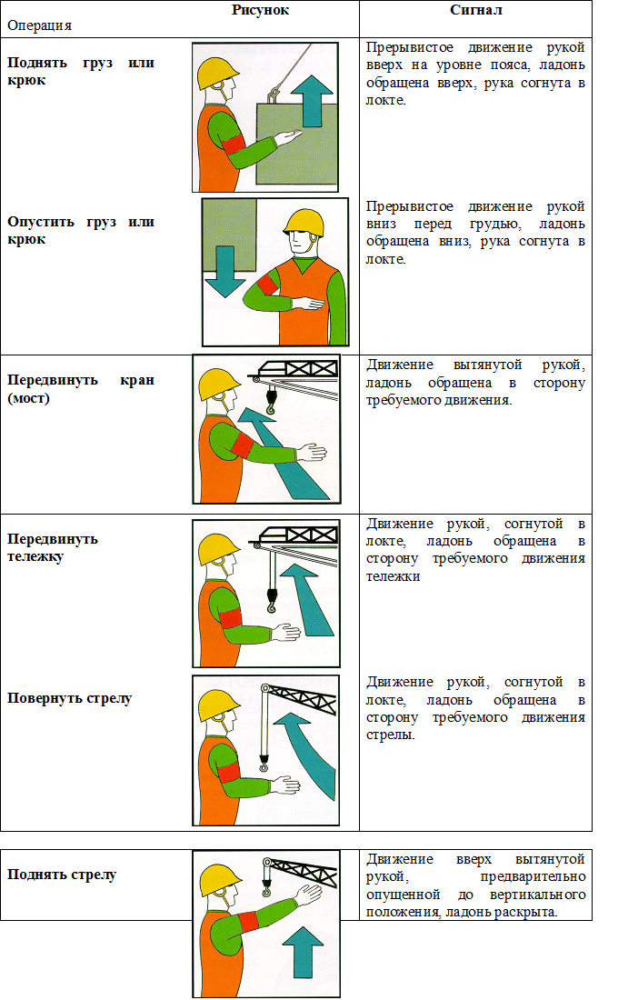 Рисунок
Сигнал
Операция
Поднять груз или
крюк
Прерывистое движение рукой
вверх на уровне пояса, ладонь
обращена вверх, рука согнута в
локте.
Опустить груз или
крюк
Прерывистое движение рукой
вниз перед грудью, ладонь
обращена вниз, рука согнута в
локте.
Передвинуть кран
(мост)
Движение вытянутой рукой,
ладонь обращена в сторону
требуемого движения.
Передвинуть
тележку
Движение рукой, согнутой в
локте, ладонь обращена в
сторону требуемого движения
тележки
Повернуть стрелу
Движение рукой, согнутой в
локте, ладонь обращена в
сторону требуемого движения
стрелы.
Поднять стрелу
Движение вверх вытянутой
рукой, предварительно
опущенной до вертикального
положения, ладонь раскрыта.